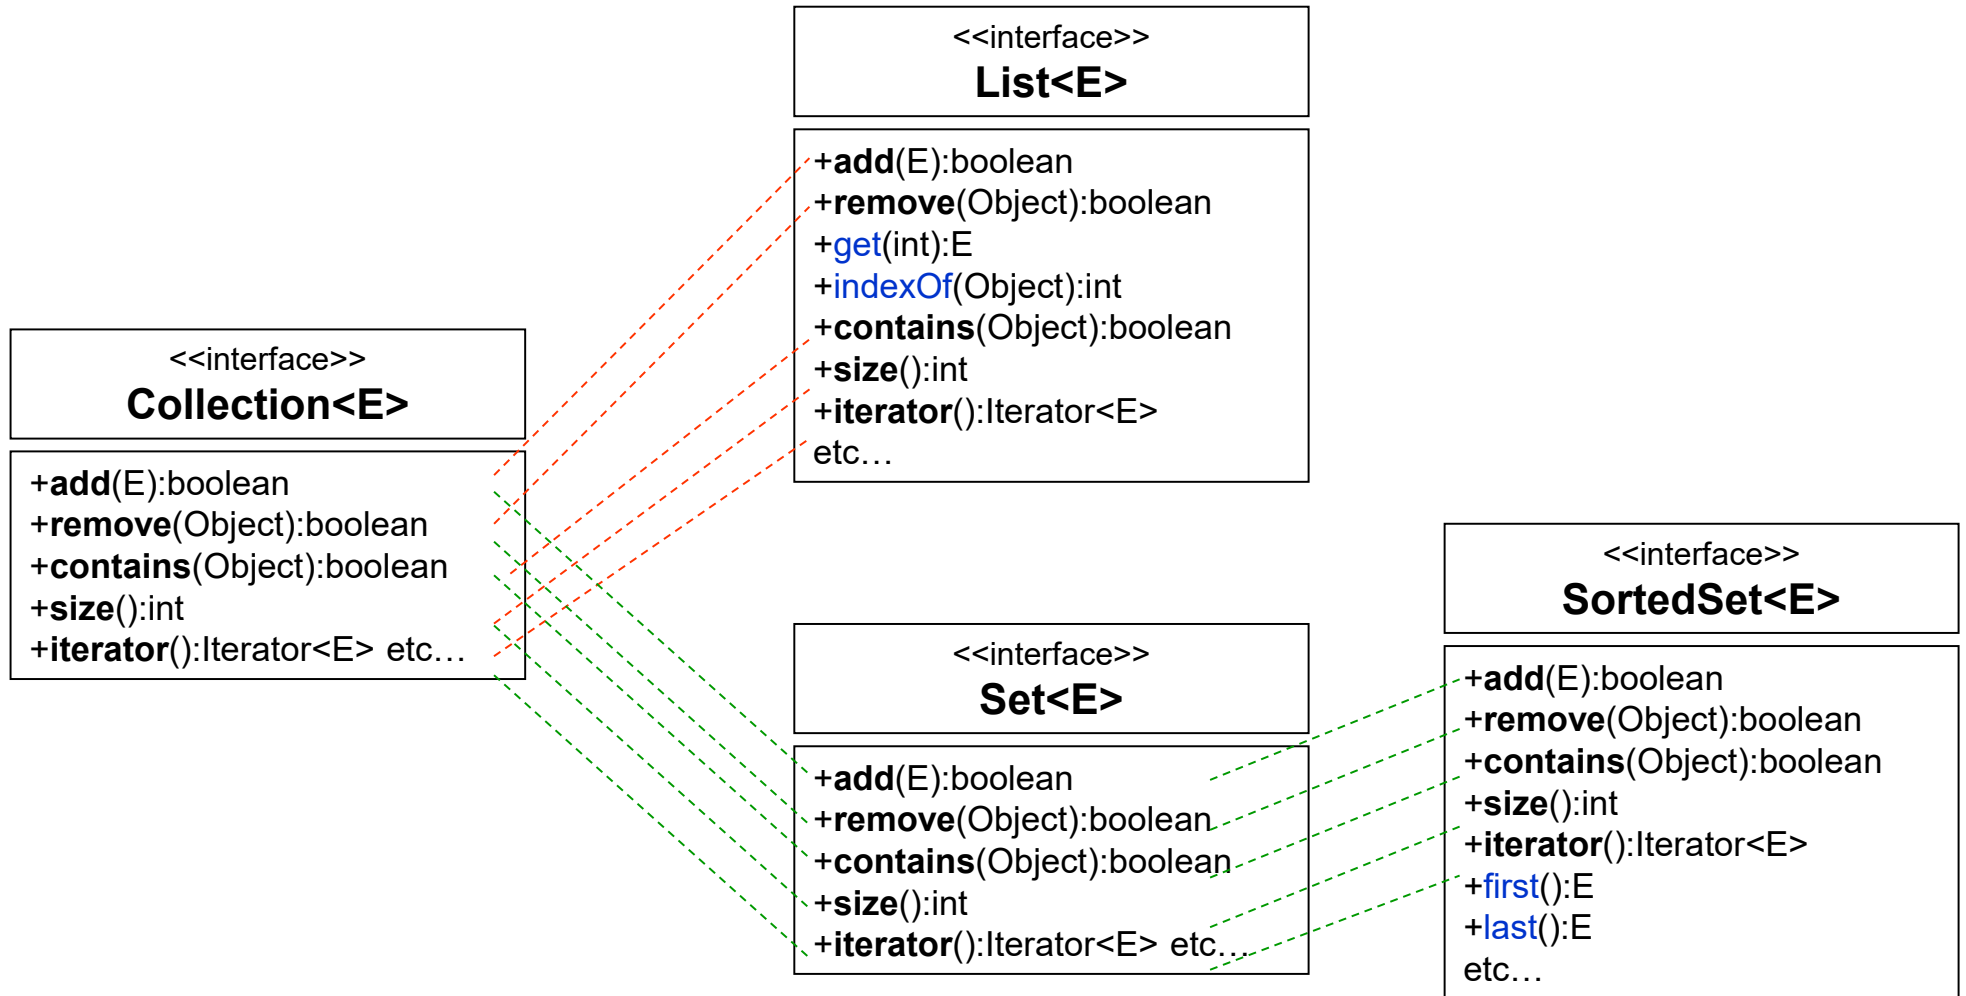 <<interface>>
List<E>
+add(E):boolean
+remove(Object):boolean
+get(int):E
+indexOf(Object):int
+contains(Object):boolean
+size():int
+iterator():Iterator<E>
etc…
<<interface>>
Collection<E>
+add(E):boolean
+remove(Object):boolean
+contains(Object):boolean
+size():int
+iterator():Iterator<E> etc…
<<interface>>
Set<E>
+add(E):boolean
+remove(Object):boolean
+contains(Object):boolean
+size():int
+iterator():Iterator<E> etc…
<<interface>>
SortedSet<E>
+add(E):boolean
+remove(Object):boolean
+contains(Object):boolean
+size():int
+iterator():Iterator<E>
+first():E
+last():E
etc…